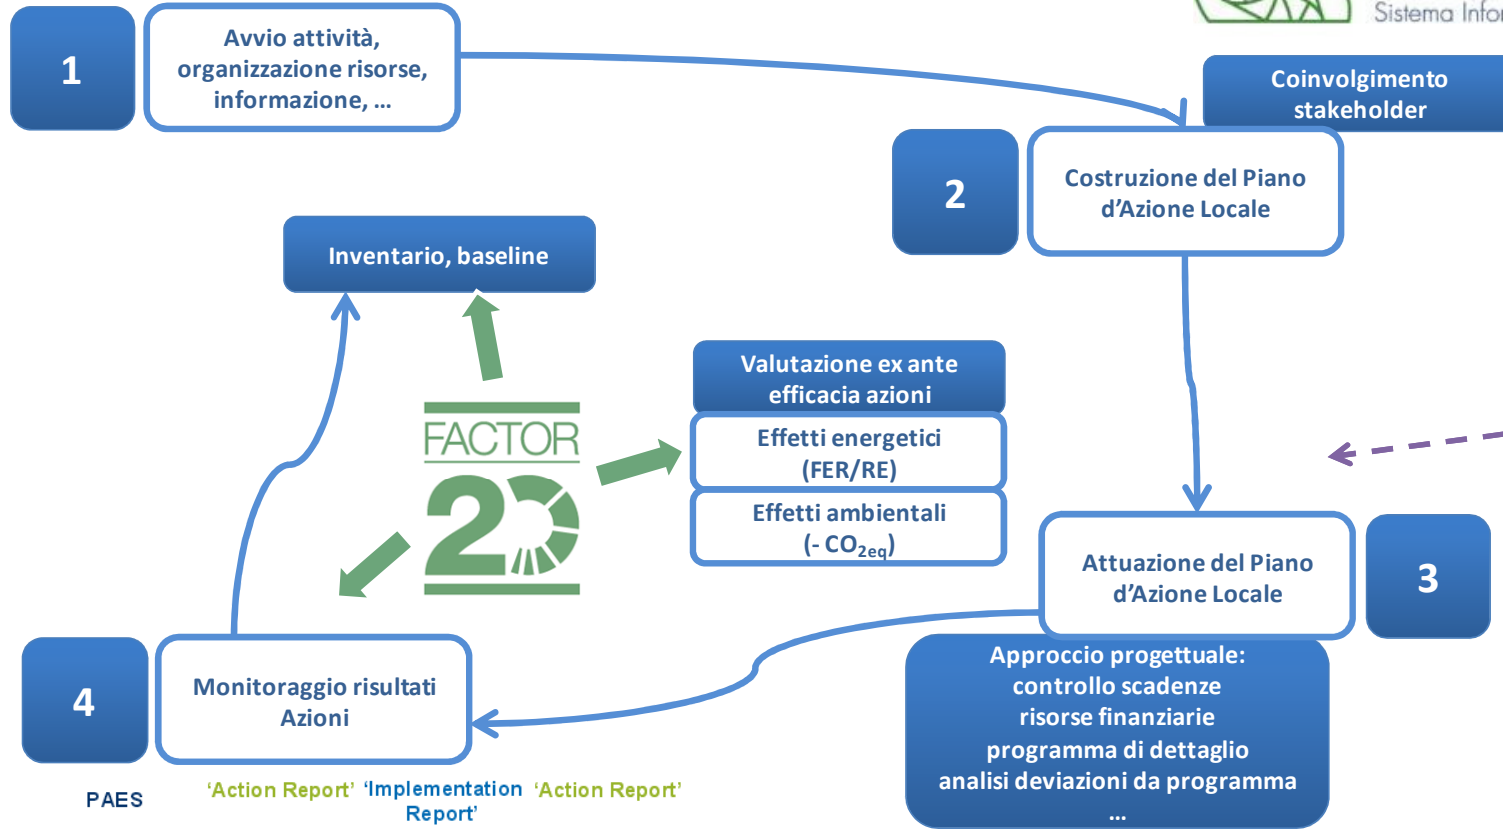 Sistema Infor
1
Avvio attività,
organizzazione risorse,
informazione, ...
Coinvolgimento
stakeholder
2
Costruzione del Piano
d'Azione Locale
Inventario, baseline
Valutazione ex ante
efficacia azioni
Effetti energetici
(FER/RE)
Effetti ambientali
(- CO2eq)
FACTOR
20
Attuazione del Piano
d'Azione Locale
3
Approccio progettuale:
controllo scadenze
risorse finanziarie
programma di dettaglio
analisi deviazioni da programma
...
4
Monitoraggio risultati
Azioni
PAES
‘Action Report’ ‘Implementation ‘Action Report’
Report’